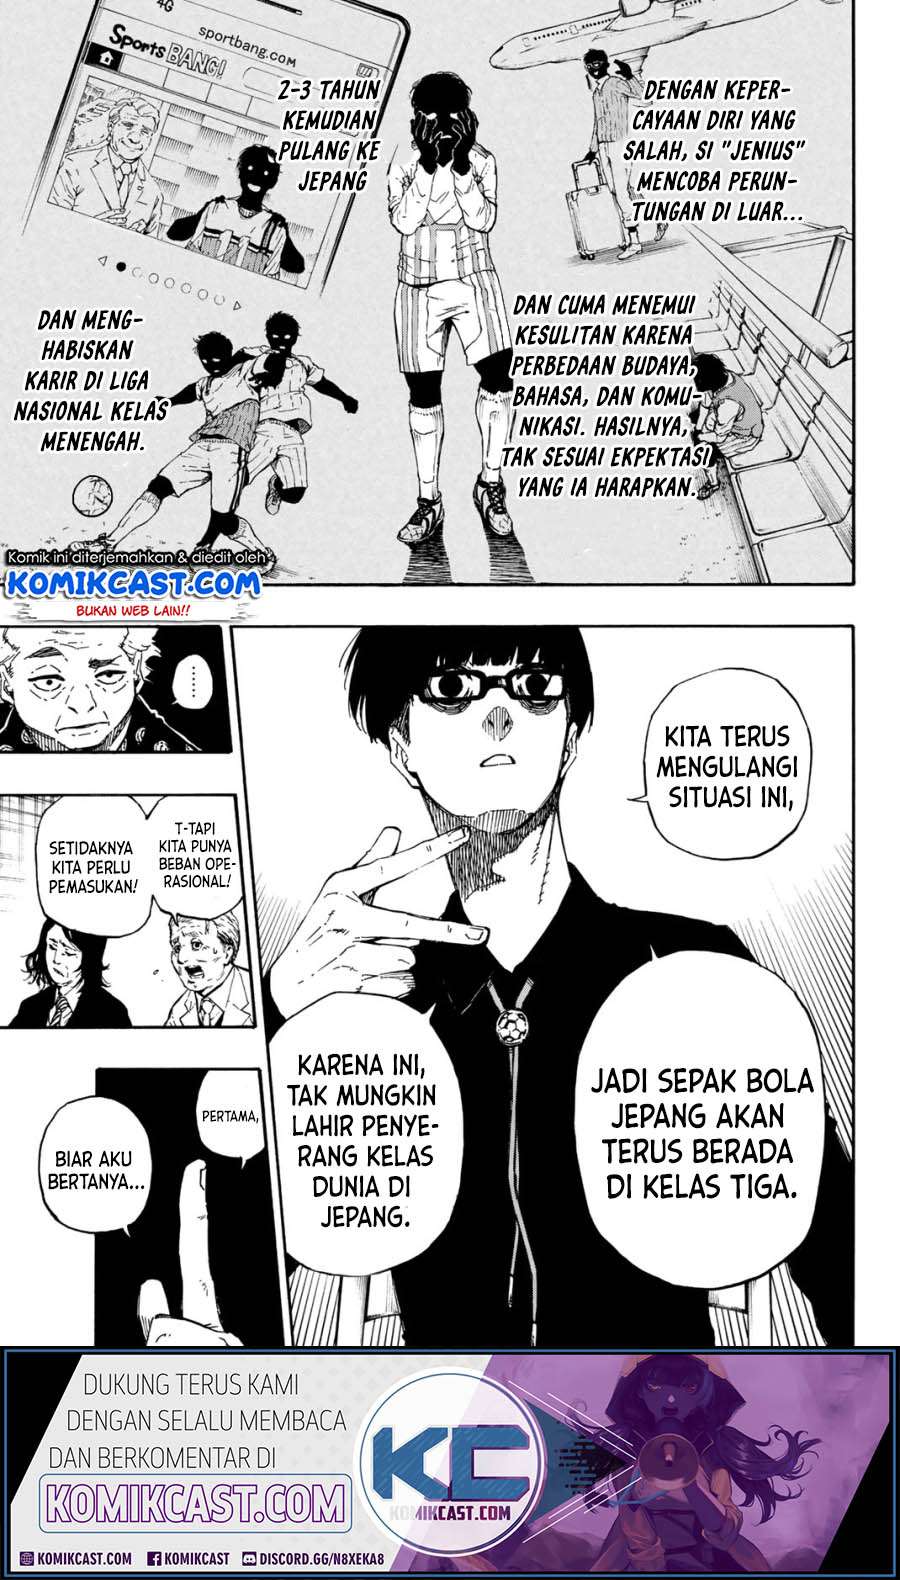 DENGAN KEPER-
CAYAAN DIRI YANG
SALAH, SI "JENIUS"
MENCOBA PERUN-
TUNGAN DI LUAR...
DAN CUMA MENEMUI
KESULITAN KARENA
PERBEDAAN BUDAYA,
BAHASA, DAN KOMU-
NIKASI. HASILNYA,
TAK SESUAI EKPEKTASI
YANG IA HARAPKAN.
4G
sportbang.com
Sports BANG!
2-3 TAHUN
KEMUDIAN
PULANG KE
JEPANG
DAN MENG-
HABISKAN
KARIR DI LIGA
NASIONAL KELAS
MENENGAH.
Komik ini diterjemahkan & diedit oleh
KOMIKCAST.COM
BUKAN WEB LAIN!!
KITA TERUS
MENGULANGI
SITUASI INI,
JADI SEPAK BOLA
JEPANG AKAN
TERUS BERADA
DI KELAS TIGA.
KARENA INI,
TAK MUNGKIN
LAHIR PENYE-
RANG KELAS
DUNIA DI
JEPANG.
......
T-TAPI
KITA PUNYA
BEBAN OPE-
RASIONAL!
SETIDAKNYA
KITA PERLU
PEMASUKAN!
PERTAMA,
BIAR AKU
BERTANYA...
DUKUNG TERUS KAMI
DENGAN SELALU MEMBACA
DAN BERKOMENTAR DI
KOMIKCAST.COM
KC
KOMIKCAST.COM
KOMIKCAST.COM KOMIKCAST DISCORD.GG/N8XEKA8